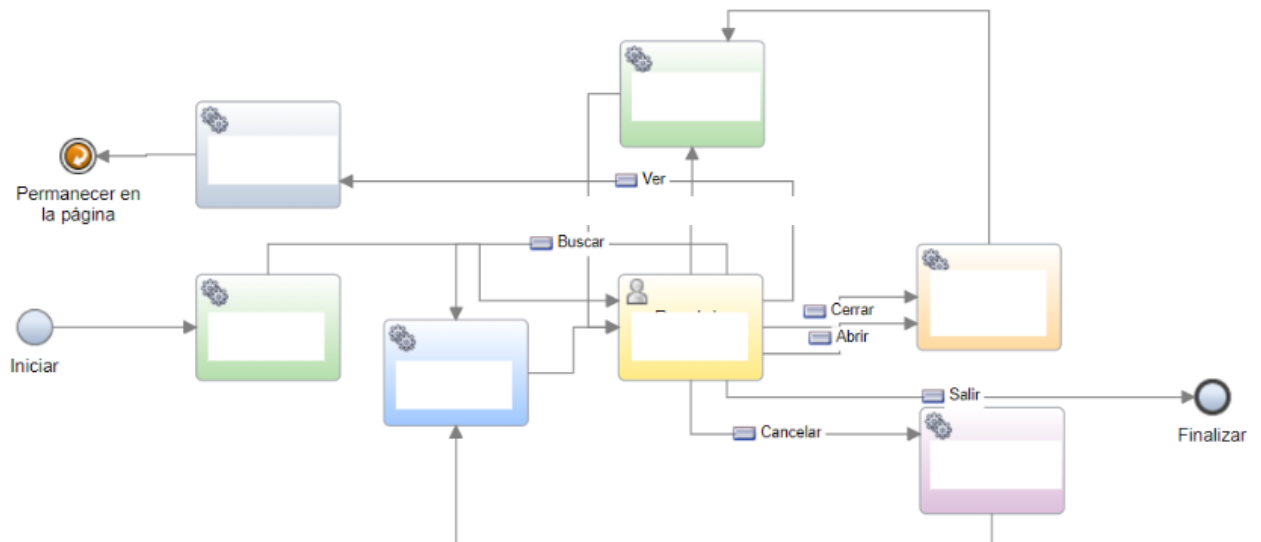 Ver
Permanecer en
la página
Buscar
Cerrar
Abrir
Iniciar
Salir
Cancelar
Finalizar